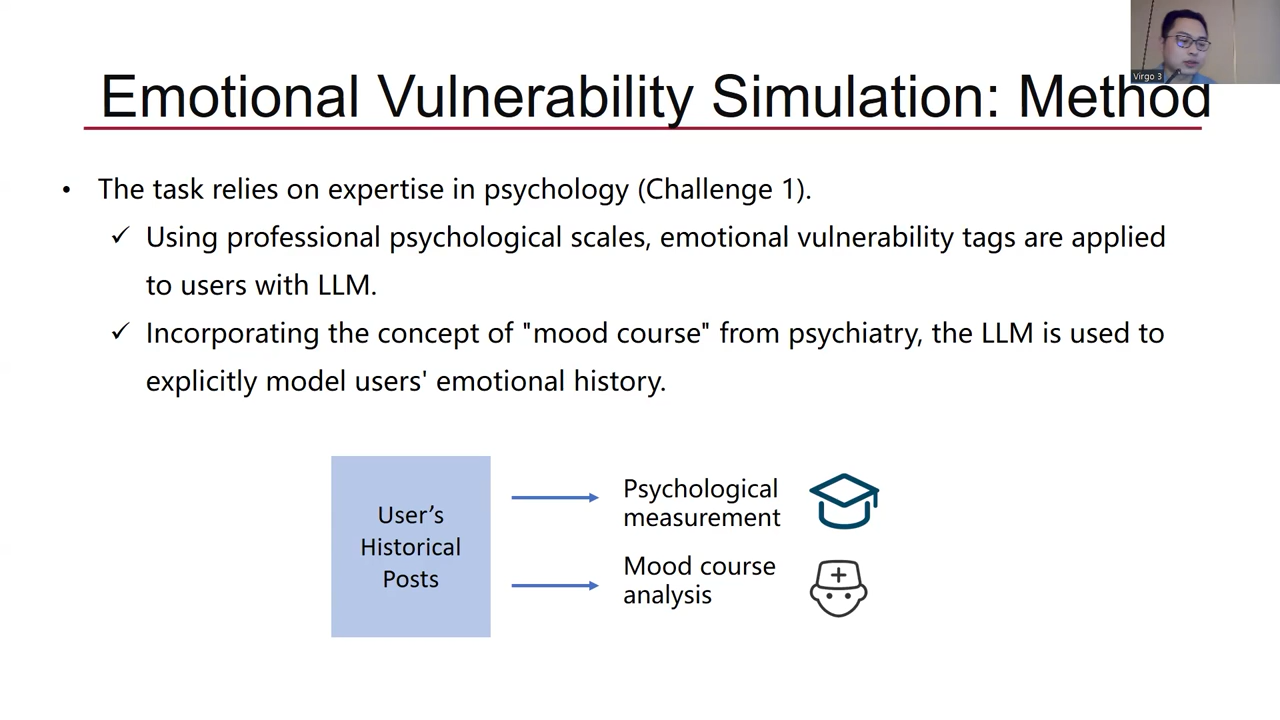 Virgo 3
Emotional Vulnerability Simulation: Method
• The task relies on expertise in psychology (Challenge 1).
✓ Using professional psychological scales, emotional vulnerability tags are applied
to users with LLM.
✓ Incorporating the concept of "mood course" from psychiatry, the LLM is used to
explicitly model users' emotional history.
User’s
Historical
Posts
Psychological
measurement
Mood course
analysis